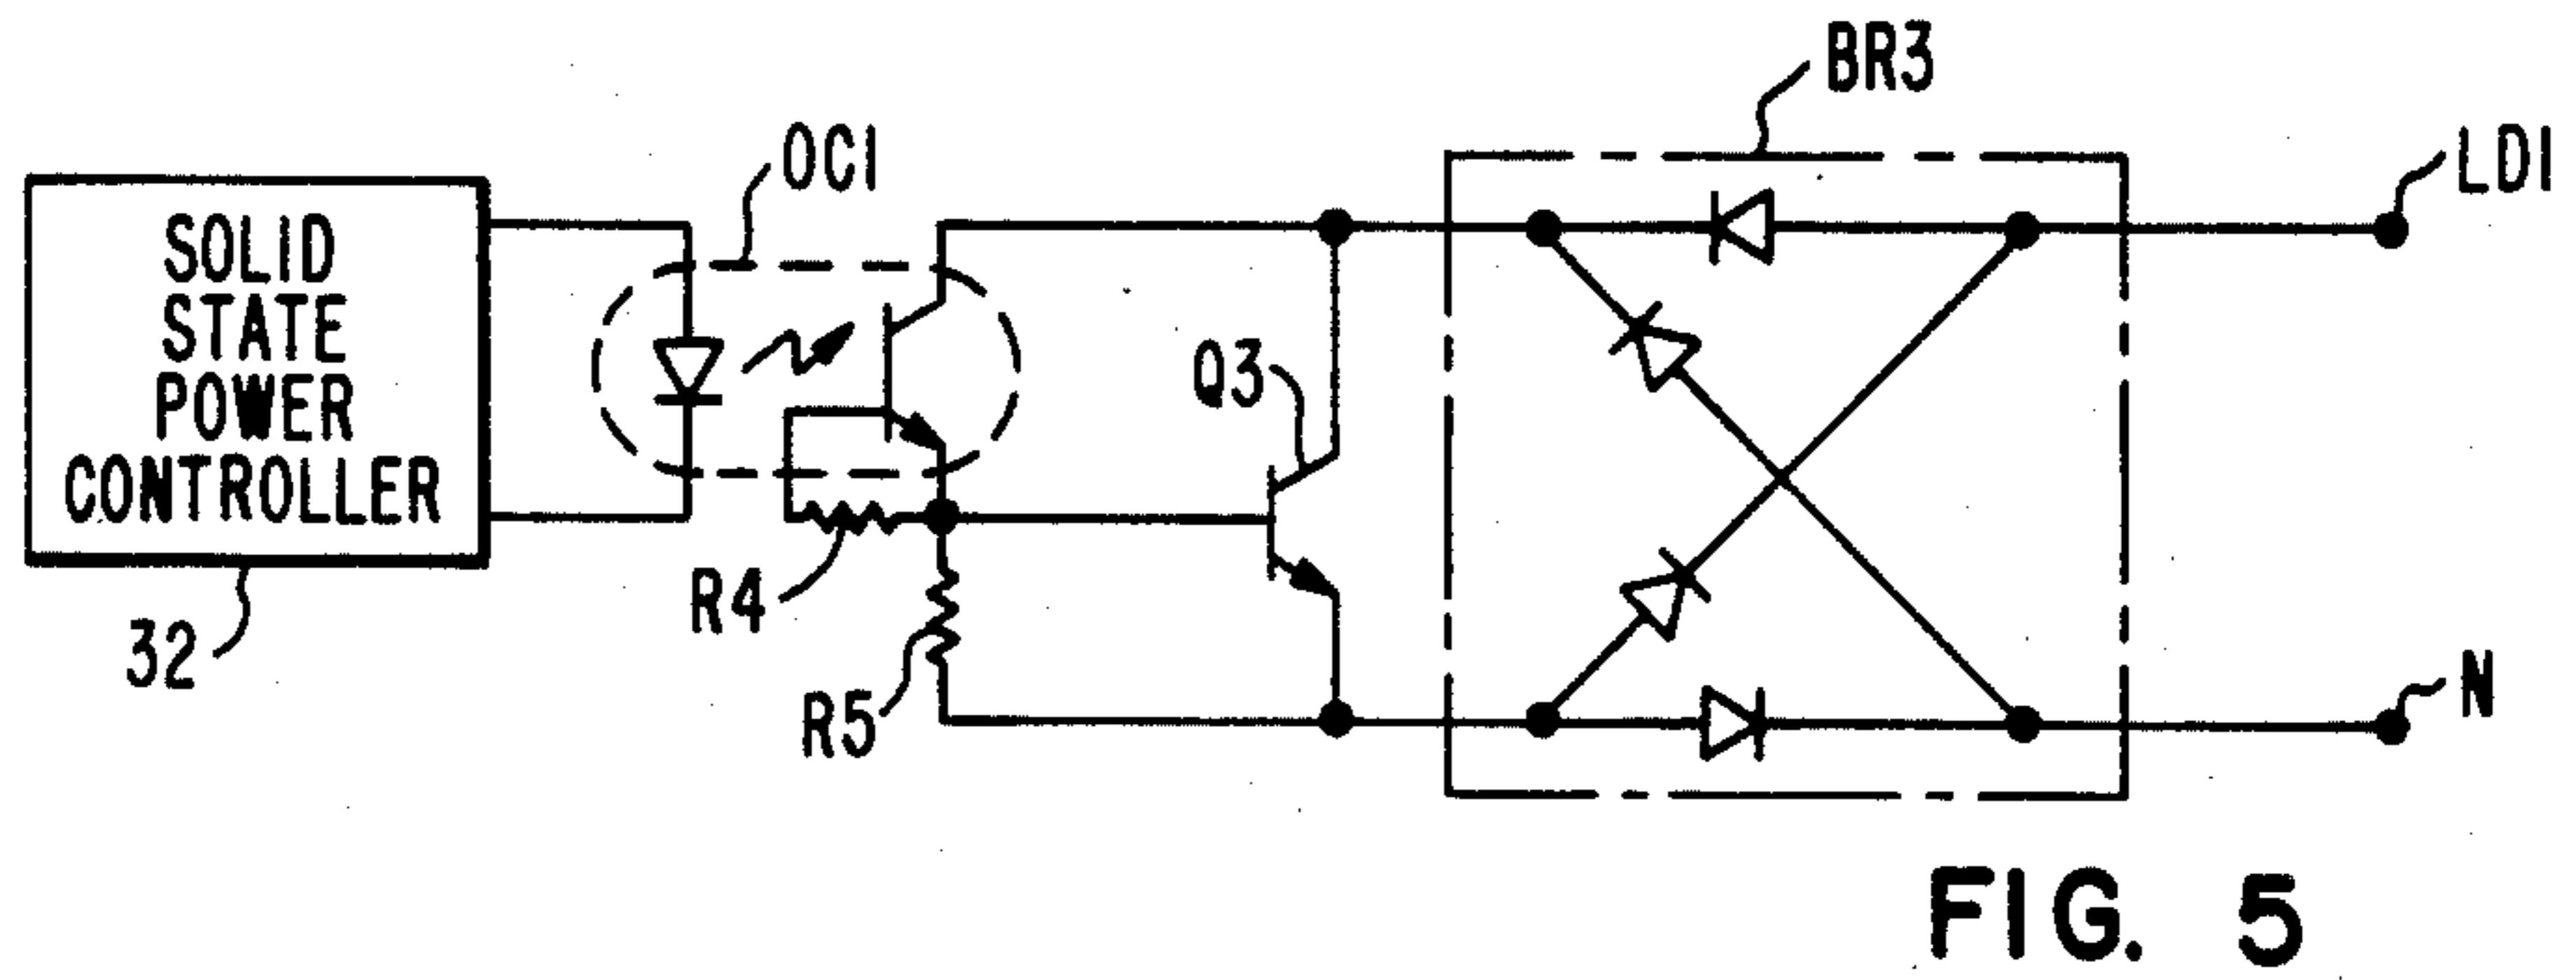 BR3
OC1
LD1
SOLID
STATE
POWER
CONTROLLER
Q3
R4
32
R5
N
FIG. 5